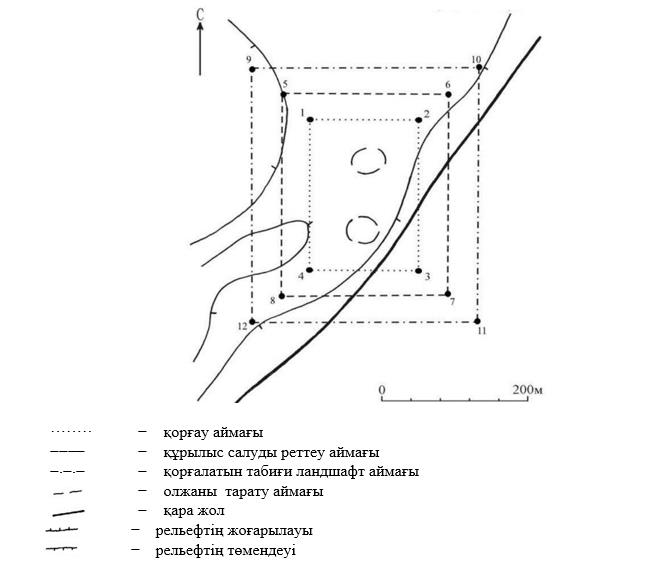 С
9
10
5
6
1
2
4
3
8
7
12
11
0
200м
– қорғау аймағы
– құрылыс салуды реттеу аймағы
– қорғалатын табиғи ландшафт аймағы
– олжаны тарату аймағы
– қара жол
– рельефтің жоғарылауы
– рельефтің төмендеуі